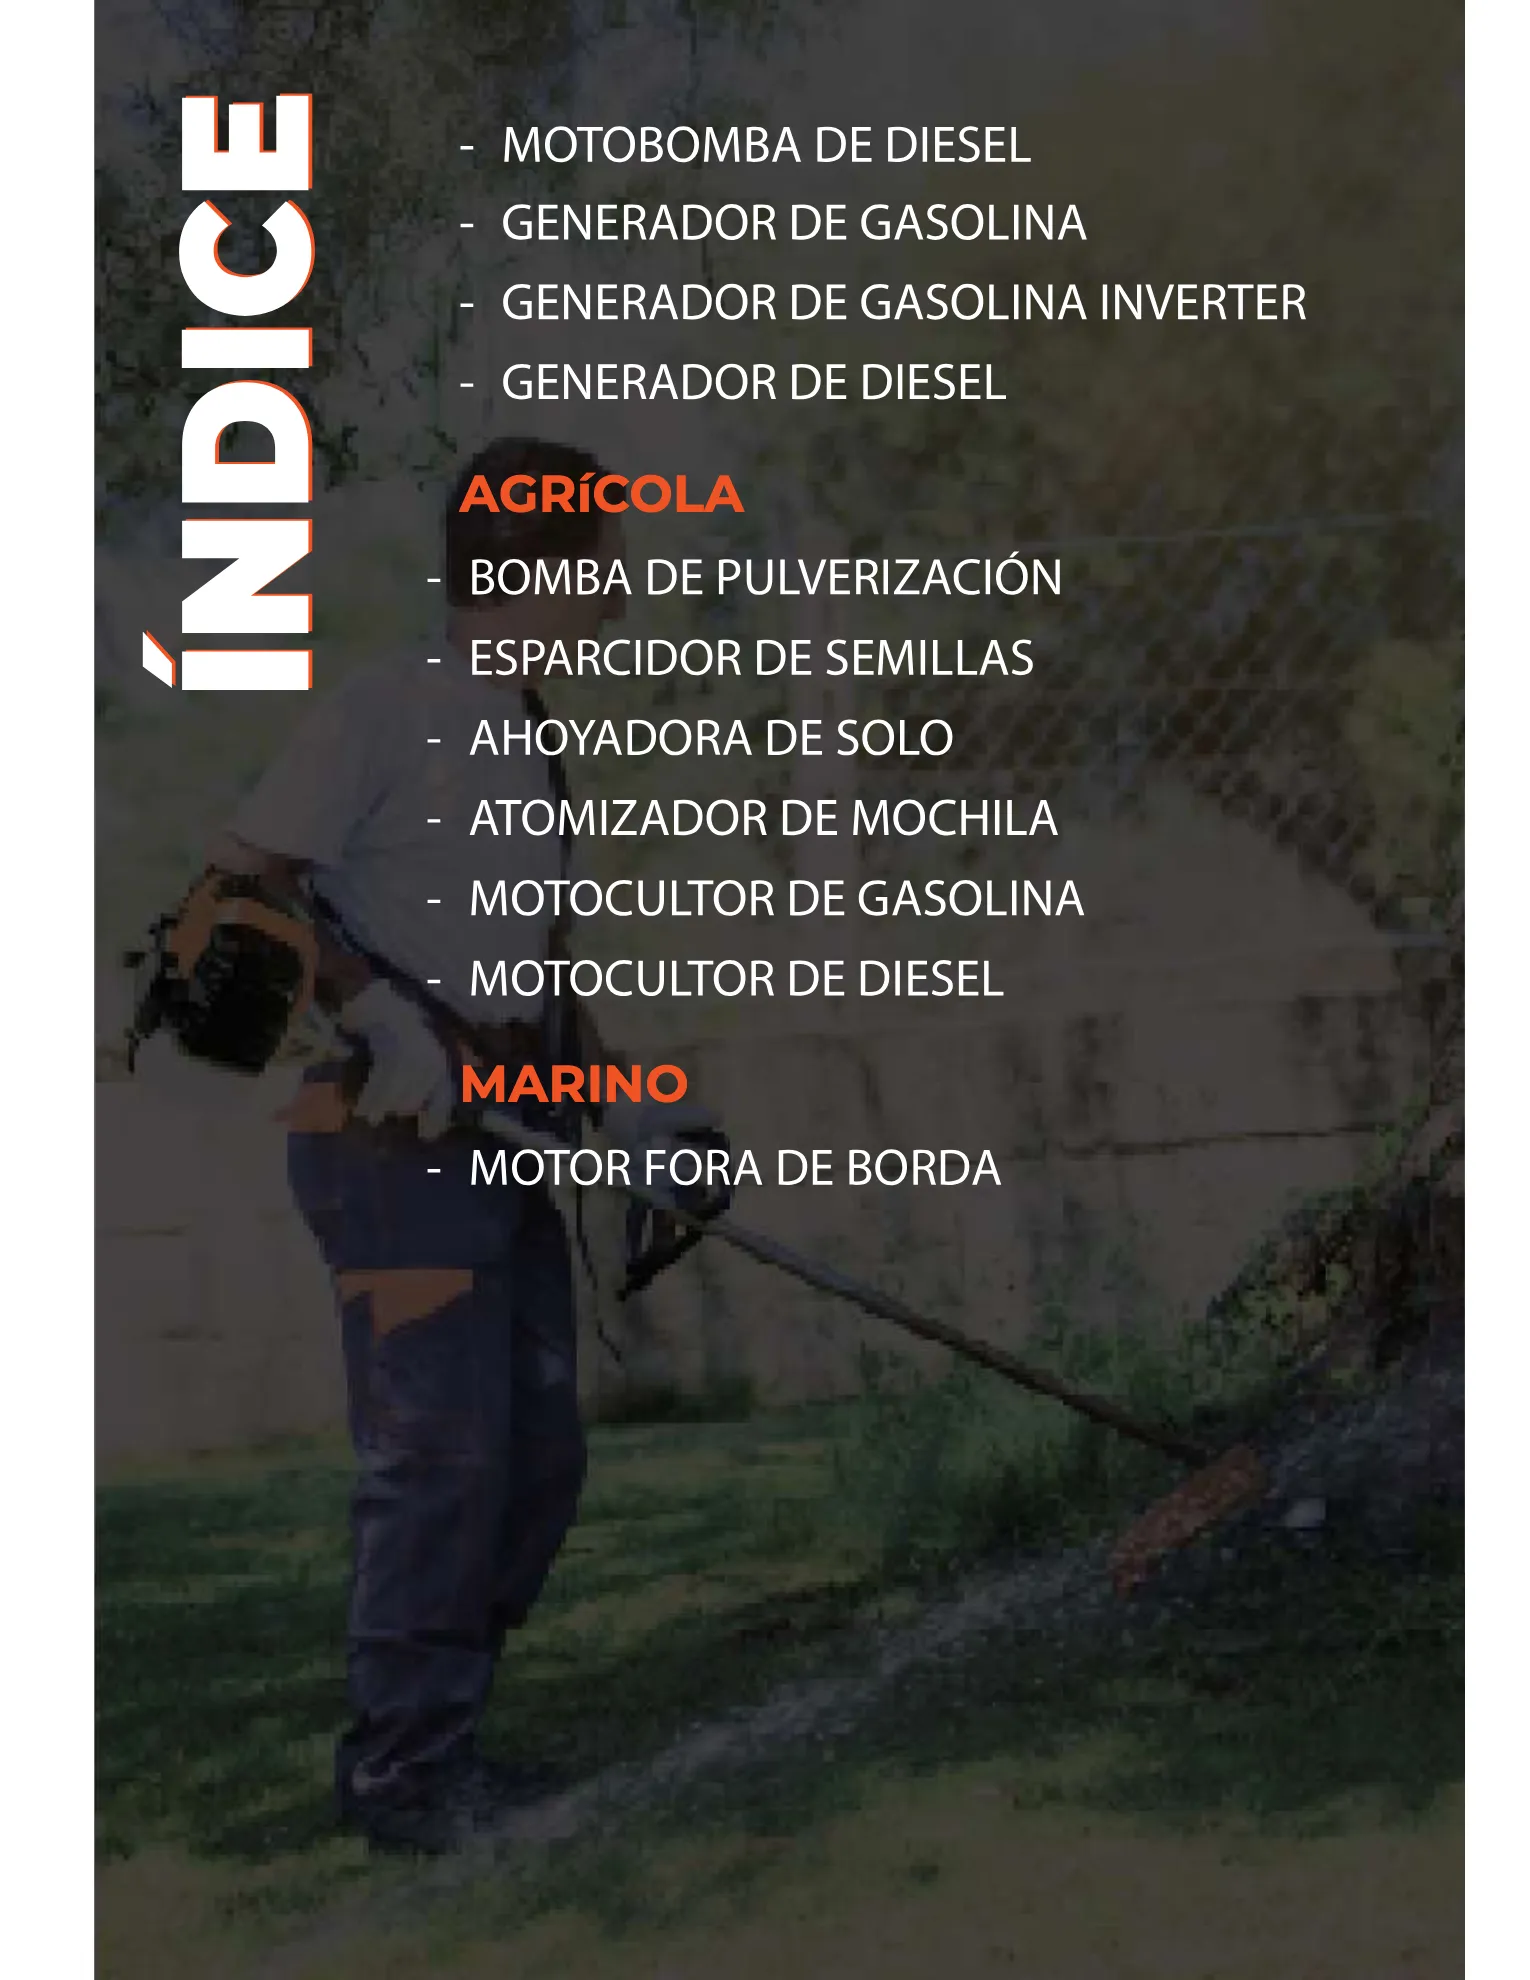 ÍNDICE
- MOTOBOMBA DE DIESEL
- GENERADOR DE GASOLINA
- GENERADOR DE GASOLINA INVERTER
- GENERADOR DE DIESEL
AGRíCOLA
- BOMBA DE PULVERIZACIÓN
- ESPARCIDOR DE SEMILLAS
- AHOYADORA DE SOLO
- ATOMIZADOR DE MOCHILA
- MOTOCULTOR DE GASOLINA
- MOTOCULTOR DE DIESEL
MARINO
- MOTOR FORA DE BORDA